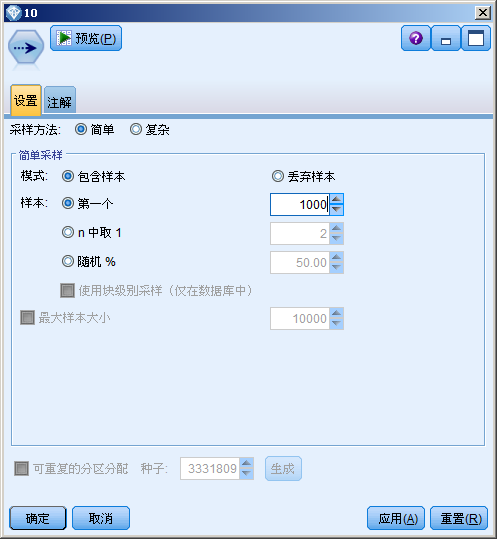 10
预览(P)
?
设置 注解
采样方法: 简单 复杂
简单采样
模式: 包含样本 丢弃样本
样本: 第一个 1000
n 中取 1 2
随机 % 50.00
使用块级别采样（仅在数据库中）
最大样本大小 10000
可重复的分区分配 种子: 3331809 生成
确定 取消 应用(A) 重置(R)